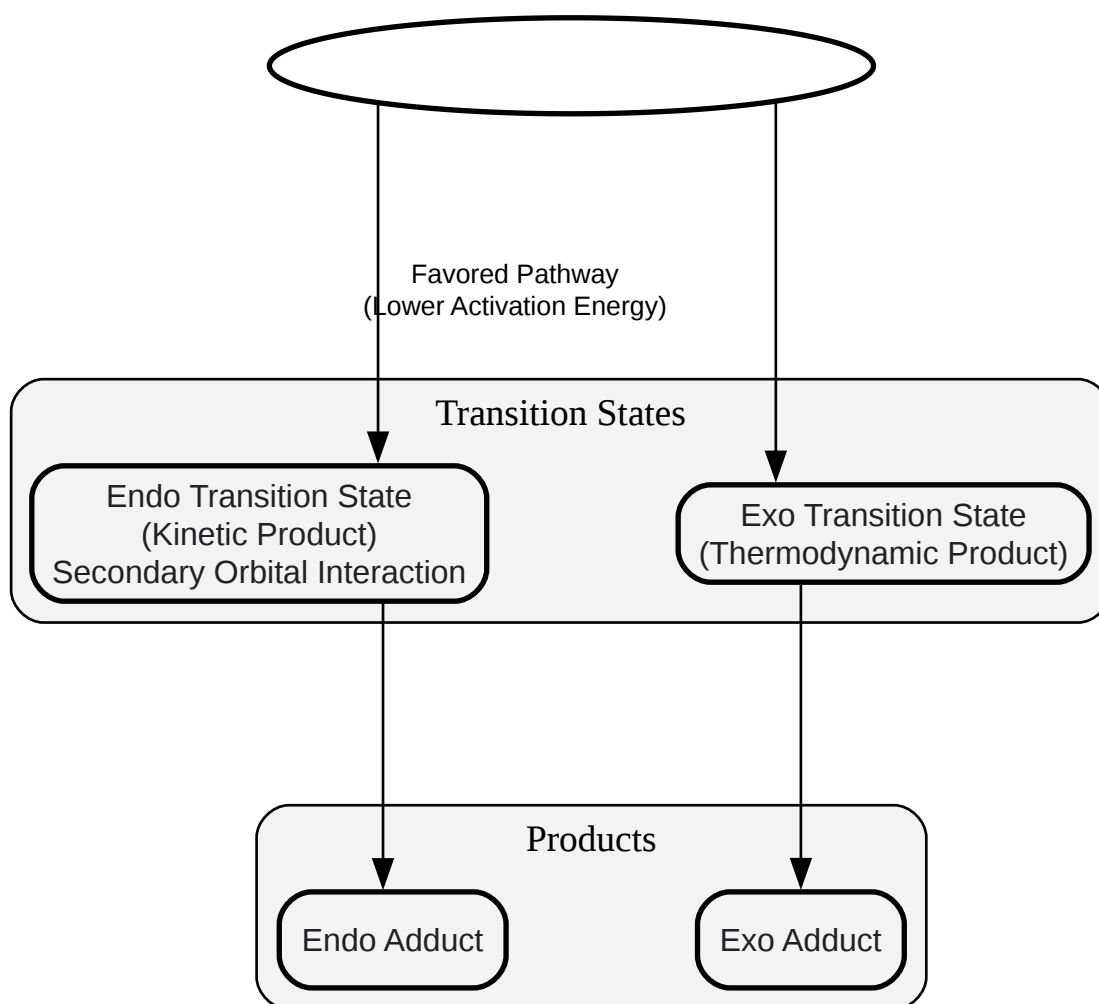 Favored Pathway
(Lower Activation Energy)
Transition States
Endo Transition State
(Kinetic Product)
Secondary Orbital Interaction
Exo Transition State
(Thermodynamic Product)
Products
Endo Adduct
Exo Adduct